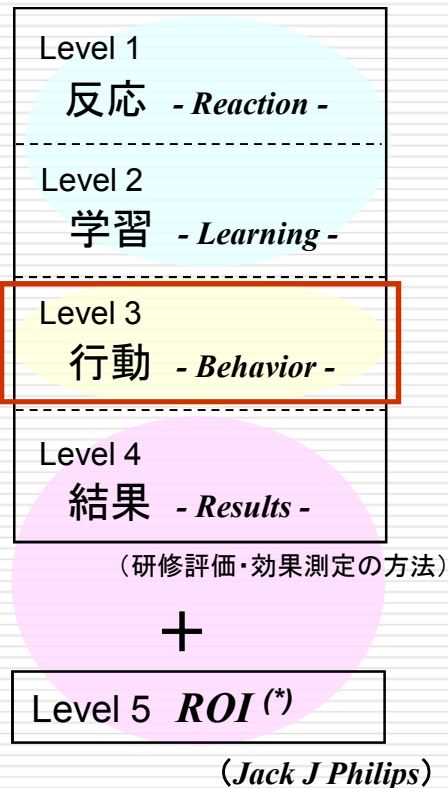 Level 1
反応 - Reaction -
Level 2
学習 - Learning -
Level 3
行動 - Behavior -
Level 4
結果 - Results -
（研修評価・効果測定の方法）
＋
Level 5 ROI (*)
（Jack J Philips）